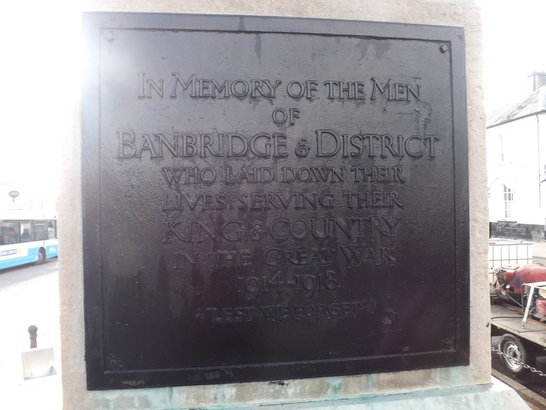 IN MEMORY OF THE MEN
OF
BANBRIDGE & DISTRICT
WHO LAID DOWN THEIR
LIVES SERVING THEIR
KING & COUNTRY
IN THE GREAT WAR
1914-1918
"LEST WE FORGET"